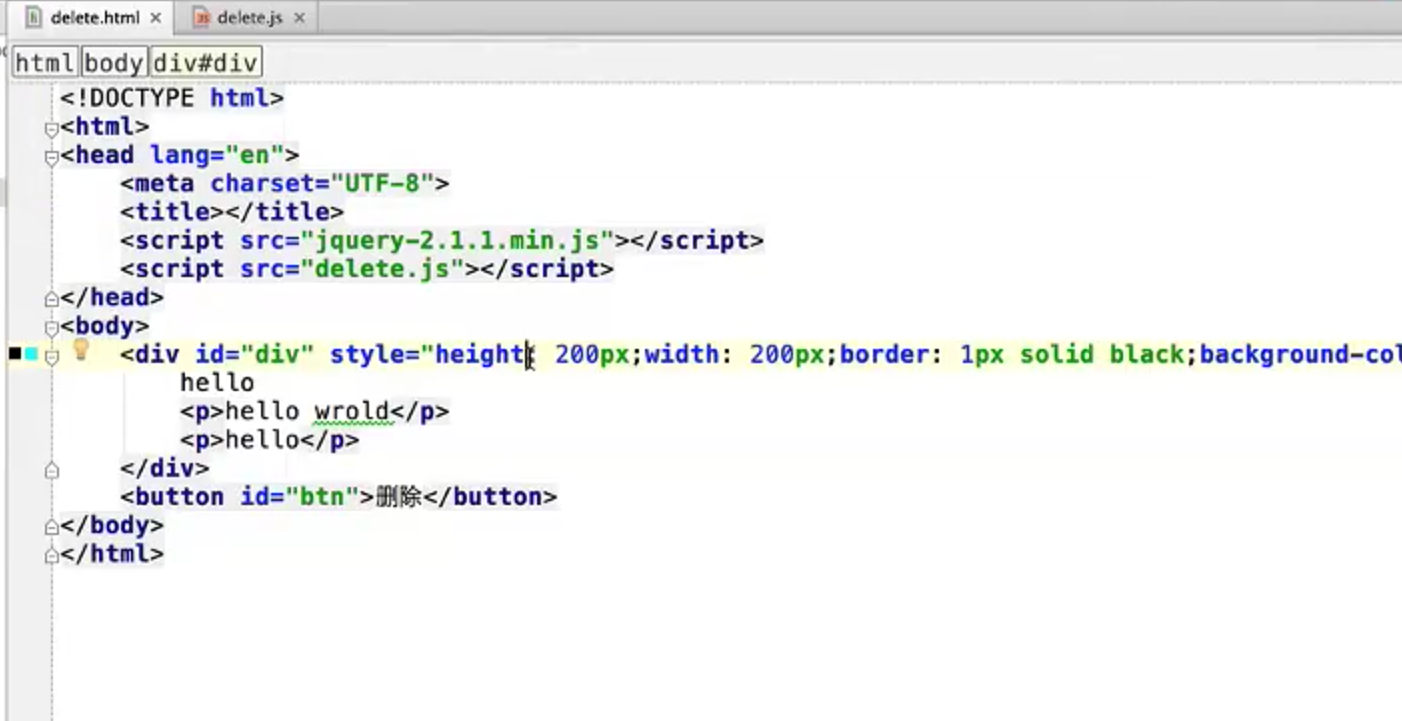 delete.html delete.js
html body div#div
<!DOCTYPE html>
<html>
<head lang="en">
<meta charset="UTF-8">
<title></title>
<script src="jquery-2.1.1.min.js"></script>
<script src="delete.js"></script>
</head>
<body>
<div id="div" style="height: 200px;width: 200px;border: 1px solid black;background-col
hello
<p>hello wrold</p>
<p>hello</p>
</div>
<button id="btn">删除</button>
</body>
</html>